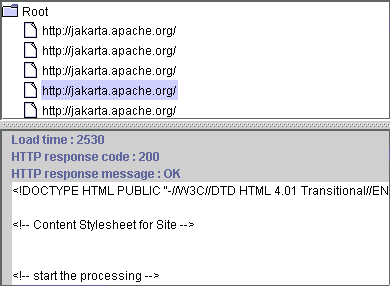 Root
http://jakarta.apache.org/
http://jakarta.apache.org/
http://jakarta.apache.org/
http://jakarta.apache.org/
http://jakarta.apache.org/
Load time : 2530
HTTP response code : 200
HTTP response message : OK
<!DOCTYPE HTML PUBLIC "-//W3C//DTD HTML 4.01 Transitional//EN
<!-- Content Stylesheet for Site -->
<!-- start the processing -->